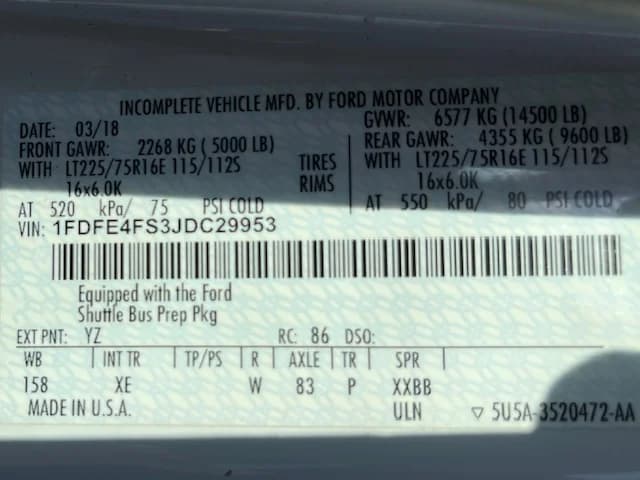 INCOMPLETE VEHICLE MFD. BY FORD MOTOR COMPANY
DATE: 03/18 GVWR: 6577 KG (14500 LB)
FRONT GAWR: 2268 KG ( 5000 LB) REAR GAWR: 4355 KG ( 9600 LB)
WITH LT225/75R16E 115/112S TIRES WITH LT225/75R16E 115/112S
16x6.0K RIMS 16x6.0K
AT 520 kPa/ 75 PSI COLD AT 550 kPa/ 80 PSI COLD
VIN: 1FDFE4FS3JDC29953
Equipped with the Ford
Shuttle Bus Prep Pkg
EXT PNT: YZ RC: 86 DSO:
WB | INT TR | TP/PS | R | AXLE | TR | SPR
158 XE W 83 P XXBB
MADE IN U.S.A. ULN ▽ 5U5A-3520472-AA